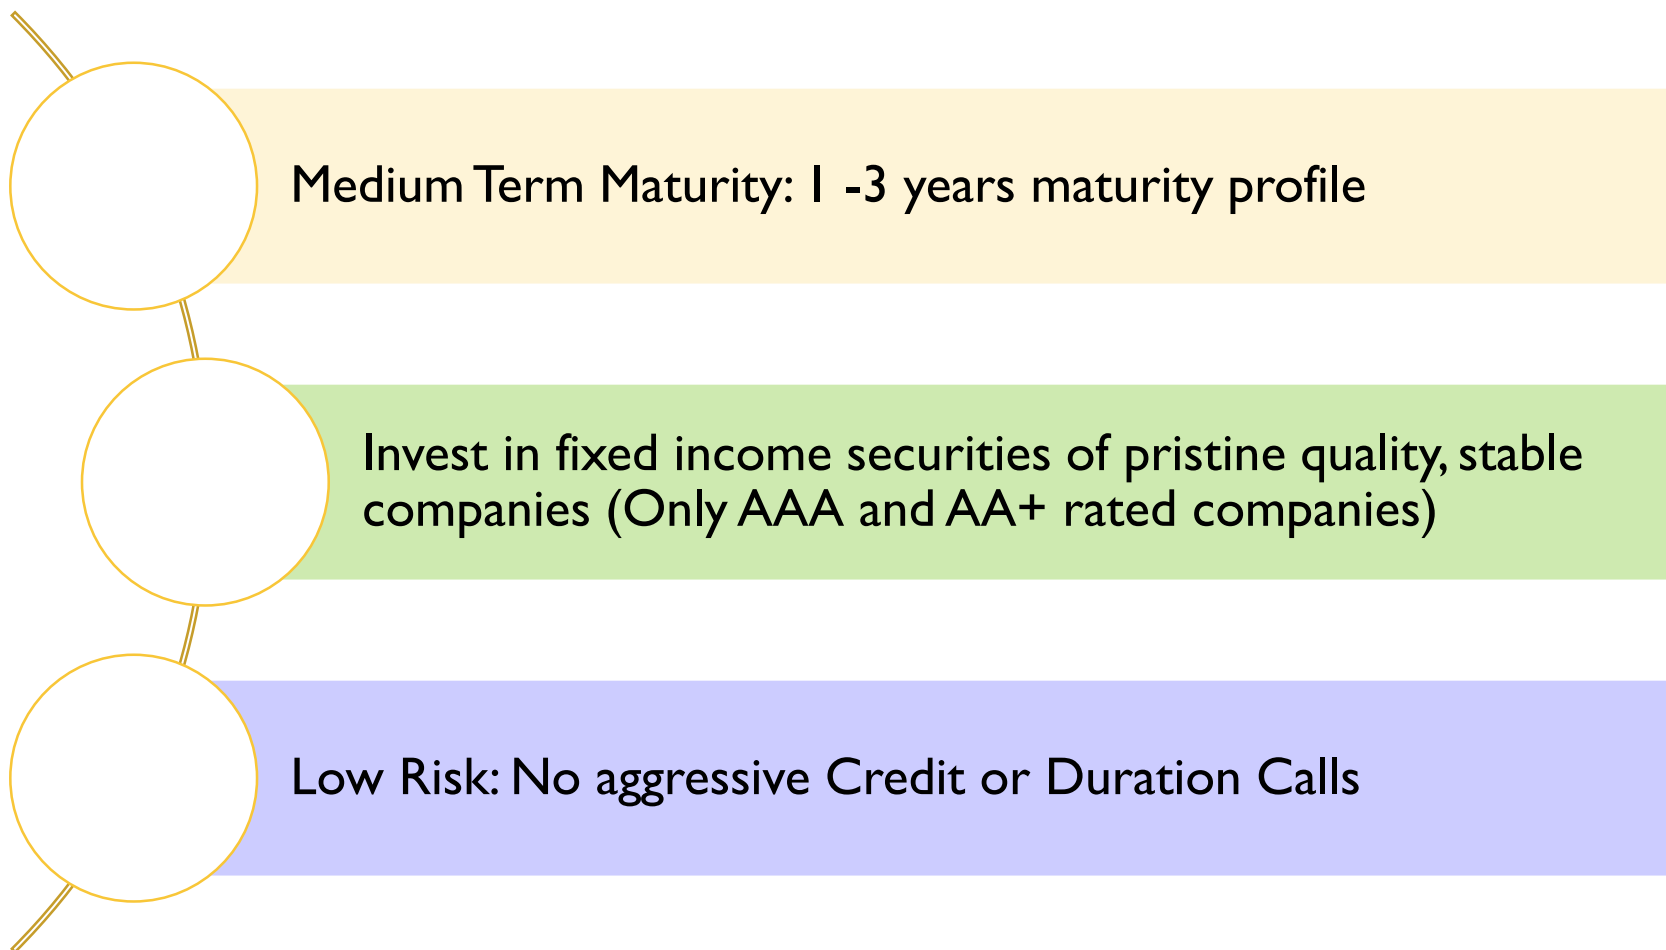 Medium Term Maturity: 1 -3 years maturity profile
Invest in fixed income securities of pristine quality, stable
companies (Only AAA and AA+ rated companies)
Low Risk: No aggressive Credit or Duration Calls